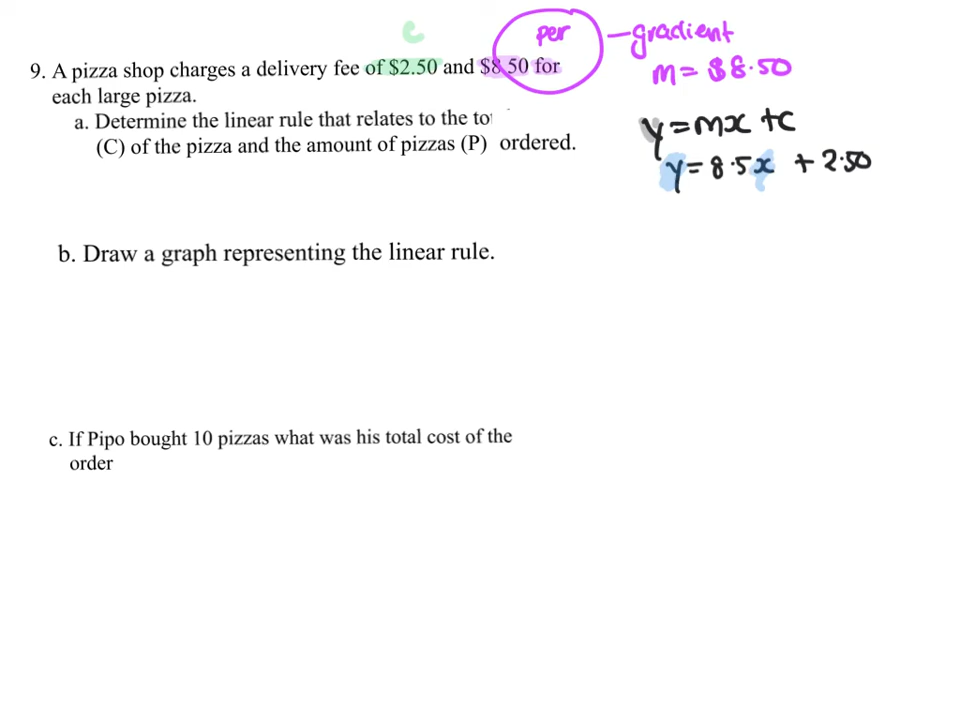 c
per
– gradient
m = $8.50
9. A pizza shop charges a delivery fee of $2.50 and $8.50 for
each large pizza.
a. Determine the linear rule that relates to the
(C) of the pizza and the amount of pizzas (P) ordered.
y = mx + c
y = 8.5x + 2.50
b. Draw a graph representing the linear rule.
c. If Pipo bought 10 pizzas what was his total cost of the
order